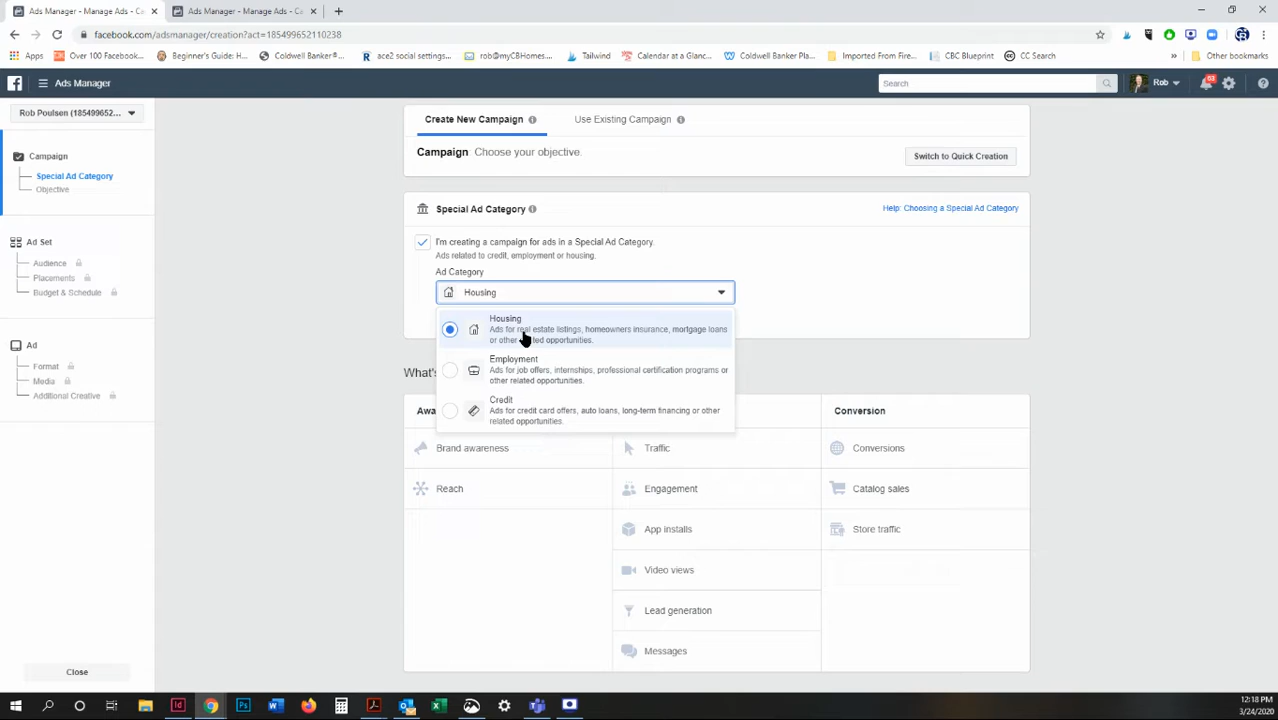 Ads Manager - Manage Ads - Ca
Ads Manager - Manage Ads - Ca
facebook.com/adsmanager/creation?act=1854996521110238
Apps
Over 100 Facebook...
Beginner's Guide: H...
Coldwell Banker®...
ace2 social settings...
rob@myCBHomes...
Tailwind
Calendar at a Glanc...
Coldwell Banker Pla...
Imported From Fire...
CBC Blueprint
CC Search
»
Other bookmarks
Ads Manager
Search
Rob
Rob Poulsen (1854999652...
Create New Campaign
Use Existing Campaign
Campaign
Campaign Choose your objective.
Switch to Quick Creation
Special Ad Category
Objective
Special Ad Category
Help: Choosing a Special Ad Category
Ad Set
I'm creating a campaign for ads in a Special Ad Category.
Ads related to credit, employment or housing.
Audience
Ad Category
Placements
Budget & Schedule
Housing
Housing
Ads for real estate listings, homeowners insurance, mortgage loans
or other related opportunities.
Ad
Employment
Ads for job offers, internships, professional certification programs or
other related opportunities.
Format
Media
Additional Creative
What's
Credit
Ads for credit card offers, auto loans, long-term financing or other
related opportunities.
Awa
Conversion
Brand awareness
Traffic
Conversions
Reach
Engagement
Catalog sales
App installs
Store traffic
Video views
Lead generation
Messages
Close
12:18 PM
3/24/2020